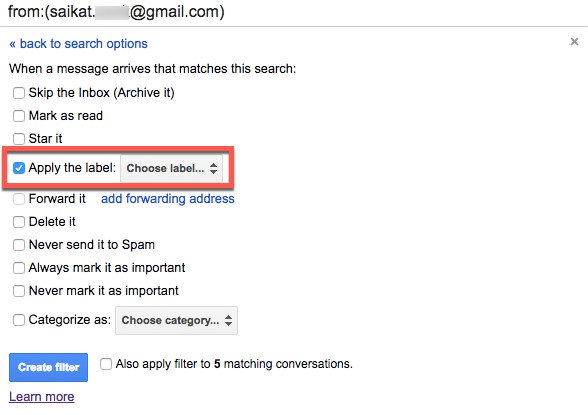 from:(saikat. @gmail.com)
« back to search options
×
When a message arrives that matches this search:
Skip the Inbox (Archive it)
Mark as read
Star it
Apply the label: Choose label...
Forward it add forwarding address
Delete it
Never send it to Spam
Always mark it as important
Never mark it as important
Categorize as: Choose category...
Create filter Also apply filter to 5 matching conversations.
Learn more